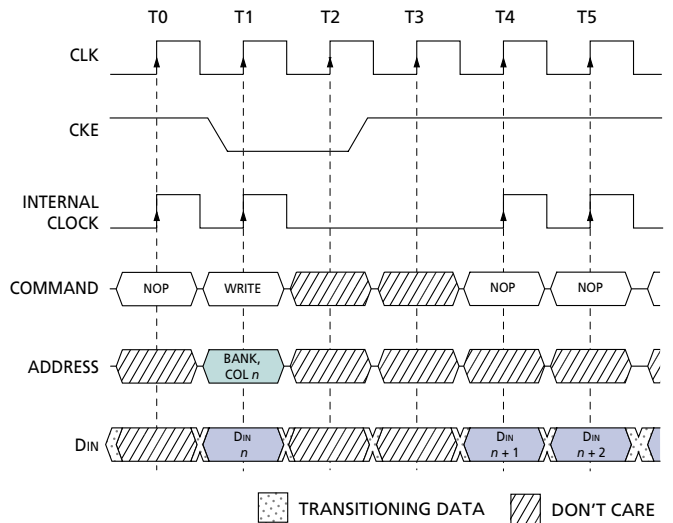 T0 T1 T2 T3 T4 T5
CLK
CKE
INTERNAL
CLOCK
COMMAND NOP WRITE NOP NOP
ADDRESS BANK,
COL n
DIN DIN DIN DIN
n n + 1 n + 2
TRANSITIONING DATA DON'T CARE